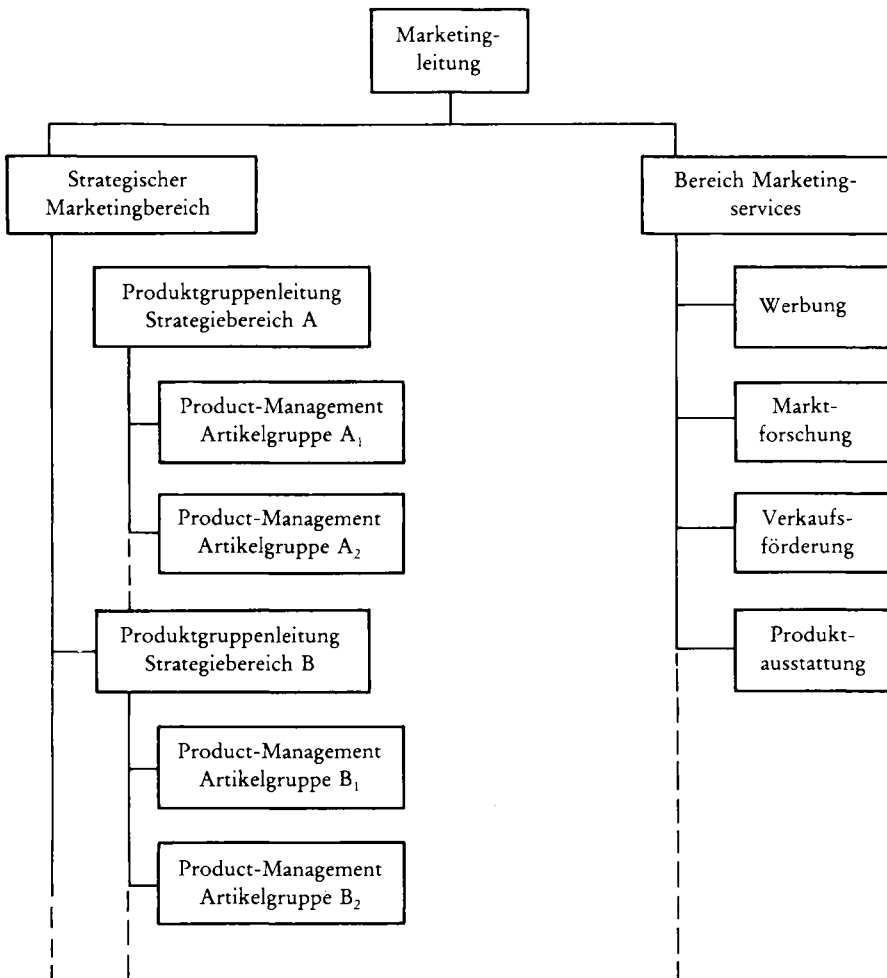 Marketing-
leitung
Strategischer
Marketingbereich
Bereich Marketing-
services
Produktgruppenleitung
Strategiebereich A
Product-Management
Artikelgruppe A₁
Product-Management
Artikelgruppe A₂
Produktgruppenleitung
Strategiebereich B
Product-Management
Artikelgruppe B₁
Product-Management
Artikelgruppe B₂
Werbung
Markt-
forschung
Verkaufs-
förderung
Produkt-
ausstattung